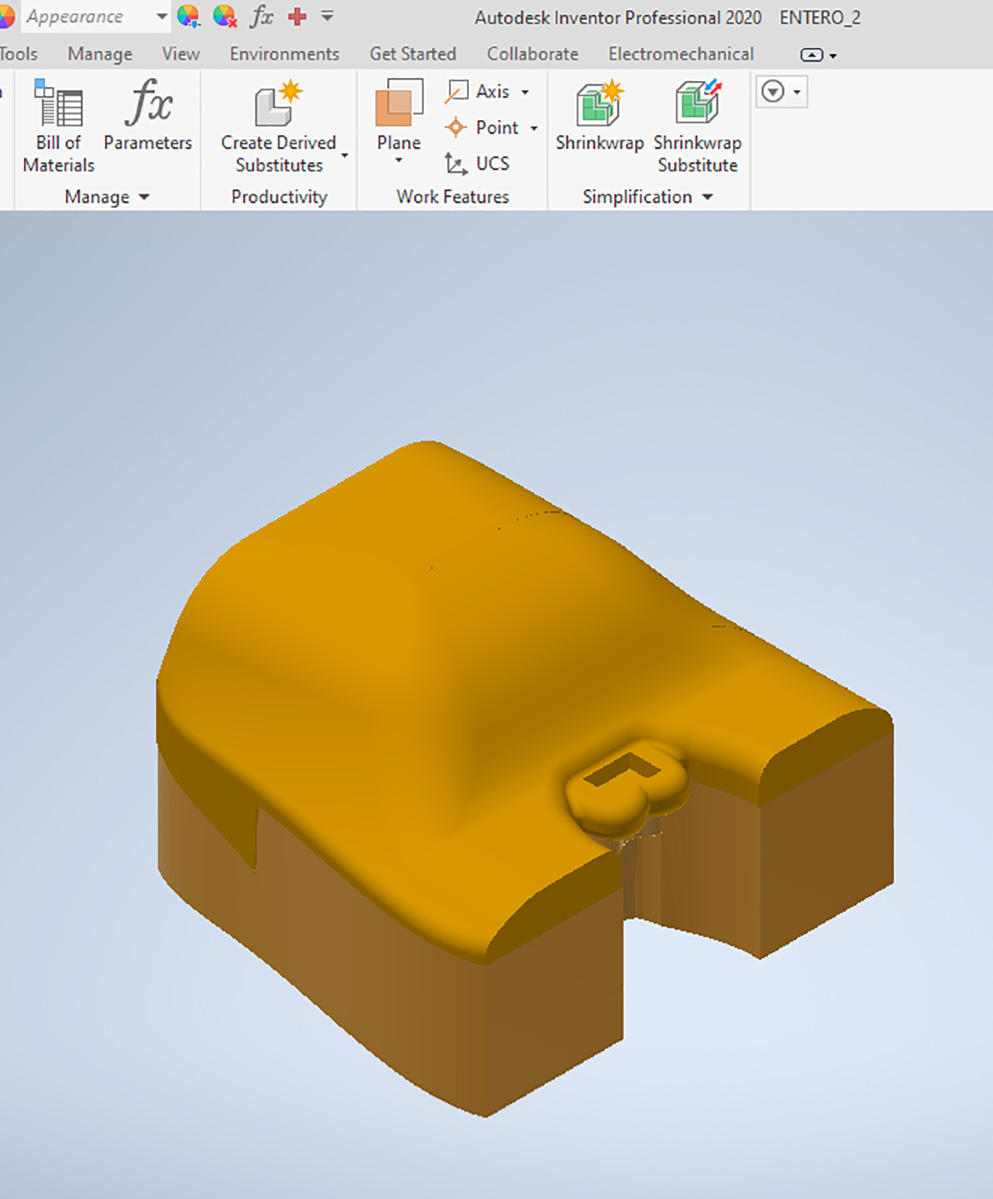 Appearance
fx
Autodesk Inventor Professional 2020 ENTERO_2
Tools Manage View Environments Get Started Collaborate Electromechanical
fx
Axis
Point
UCS
Bill of Materials
Parameters
Create Derived Substitutes
Plane
Shrinkwrap
Shrinkwrap Substitute
Manage
Productivity
Work Features
Simplification